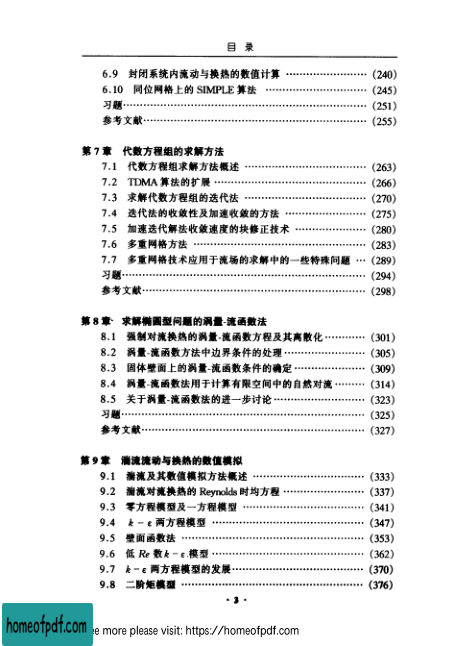 目 录
6.9 封闭系统内流动与换热的数值计算 …………………… (240)
6.10 同位网格上的 SIMPLE 算法 ………………………… (245)
习题………………………………………………………… (251)
参考文献…………………………………………………… (255)
第 7 章 代数方程组的求解方法
7.1 代数方程组求解方法概述 ……………………………… (263)
7.2 TDMA 算法的扩展 ……………………………………… (266)
7.3 求解代数方程组的迭代法 ……………………………… (270)
7.4 迭代法的收敛性及加速收敛的方法 …………………… (275)
7.5 加速迭代解法收敛速度的块修正技术 ………………… (280)
7.6 多重网格方法 …………………………………………… (283)
7.7 多重网格技术应用于流场的求解中的一些特殊问题 … (289)
习题………………………………………………………… (294)
参考文献…………………………………………………… (298)
第 8 章 求解椭圆型问题的涡量-流函数法
8.1 强制对流换热的涡量-流函数方程及其离散化………… (301)
8.2 涡量-流函数方法中边界条件的处理…………………… (305)
8.3 固体壁面上的涡量-流函数条件的确定………………… (309)
8.4 涡量-流函数法用于计算有限空间中的自然对流……… (314)
8.5 关于涡量-流函数法的进一步讨论……………………… (323)
习题………………………………………………………… (325)
参考文献…………………………………………………… (327)
第 9 章 湍流流动与换热的数值模拟
9.1 湍流及其数值模拟方法概述 …………………………… (333)
9.2 湍流对流换热的 Reynolds 时均方程 …………………… (337)
9.3 零方程模型及一方程模型 ……………………………… (341)
9.4 k-ε 两方程模型 ………………………………………… (347)
9.5 壁面函数法 ……………………………………………… (353)
9.6 低 Re 数 k-ε 模型 ……………………………………… (362)
9.7 k-ε 两方程模型的发展………………………………… (370)
9.8 二阶矩模型 ……………………………………………… (376)
· 3 ·
homeofpdf.com
ee more please visit: https://homeofpdf.com